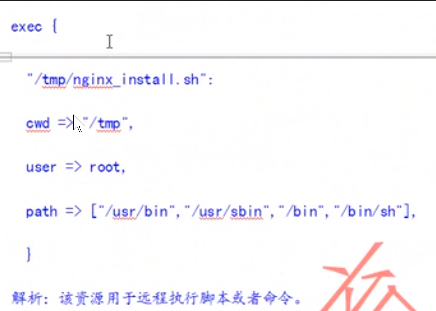 exec {
"/tmp/nginx_install.sh":
cwd => "/tmp",
user => root,
path => ["/usr/bin","/usr/sbin","/bin","/bin/sh"],
}
解析：该资源用于远程执行脚本或者命令。